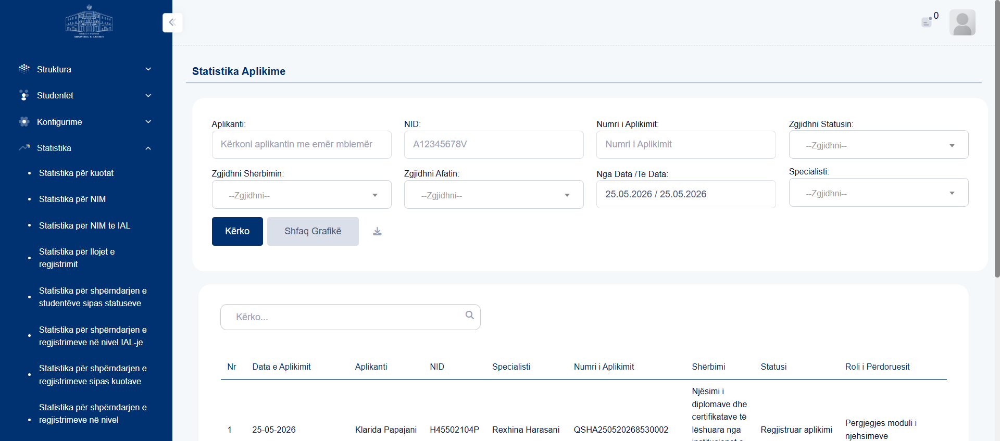 MINISTRIA E ARSIMIT
0
Struktura
Studentët
Konfigurime
Statistika
Statistika për kuotat
Statistika për NIM
Statistika për NIM të IAL
Statistika për llojet e
regjistrimit
Statistika për shpërndarjen e
studentëve sipas statuseve
Statistika për shpërndarjen e
regjistrimeve në nivel IAL-je
Statistika për shpërndarjen e
regjistrimeve sipas kuotave
Statistika për shpërndarjen e
regjistrimeve në nivel
Statistika Aplikime
Aplikanti: NID: Numri i Aplikimit: Zgjidhni Statusin:
Kërkoni aplikantin me emër mbiemër A12345678V Numri i Aplikimit --Zgjidhni--
Zgjidhni Shërbimin: Zgjidhni Afatin: Nga Data /Te Data: Specialisti:
--Zgjidhni-- --Zgjidhni-- 25.05.2026 / 25.05.2026 --Zgjidhni--
Kërko Shfaq Grafikë
Kërko...
Nr Data e Aplikimit Aplikanti NID Specialisti Numri i Aplikimit Shërbimi Statusi Roli i Përdoruesit
1 25-05-2026 Klarida Papajani H45502104P Rexhina Harasani QSHA250520268530002
Njësimi i
diplomave dhe
certifikatave të
lëshuara nga
Regjistruar aplikimi
Pergjegjes moduli i
njehsimeve